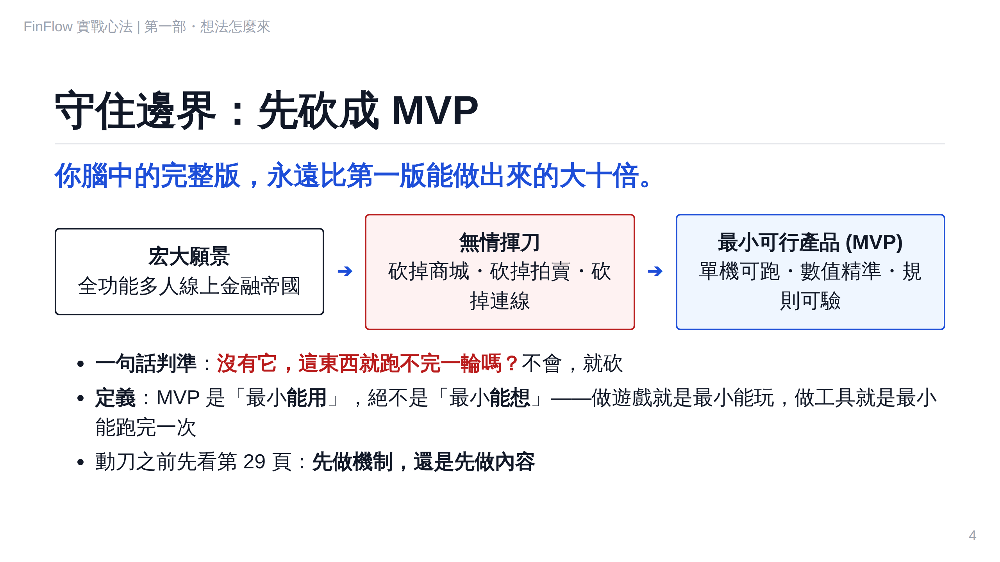 FinFlow 實戰心法 | 第一部・想法怎麼來
守住邊界：先砍成 MVP
你腦中的完整版，永遠比第一版能做出來的大十倍。
宏大願景
全功能多人線上金融帝國
➔
無情揮刀
砍掉商城・砍掉拍賣・砍
掉連線
➔
最小可行產品 (MVP)
單機可跑・數值精準・規
則可驗
• 一句話判準：沒有它，這東西就跑不完一輪嗎？不會，就砍
• 定義：MVP 是「最小能用」，絕不是「最小能想」——做遊戲就是最小能玩，做工具就是最小
能跑完一次
• 動刀之前先看第 29 頁：先做機制，還是先做內容
4